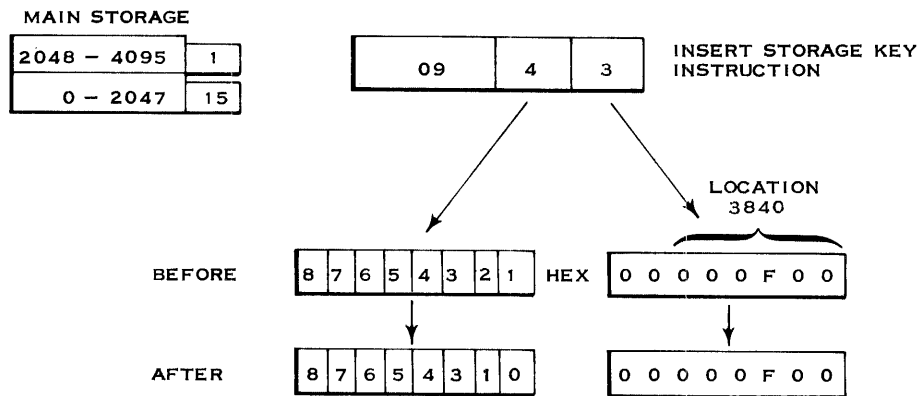 MAIN STORAGE
2048 – 4095 1
0 – 2047 15
09 4 3
INSERT STORAGE KEY
INSTRUCTION
LOCATION
3840
BEFORE 8 7 6 5 4 3 2 1 HEX 0 0 0 0 0 F 0 0
AFTER 8 7 6 5 4 3 1 0 0 0 0 0 0 F 0 0